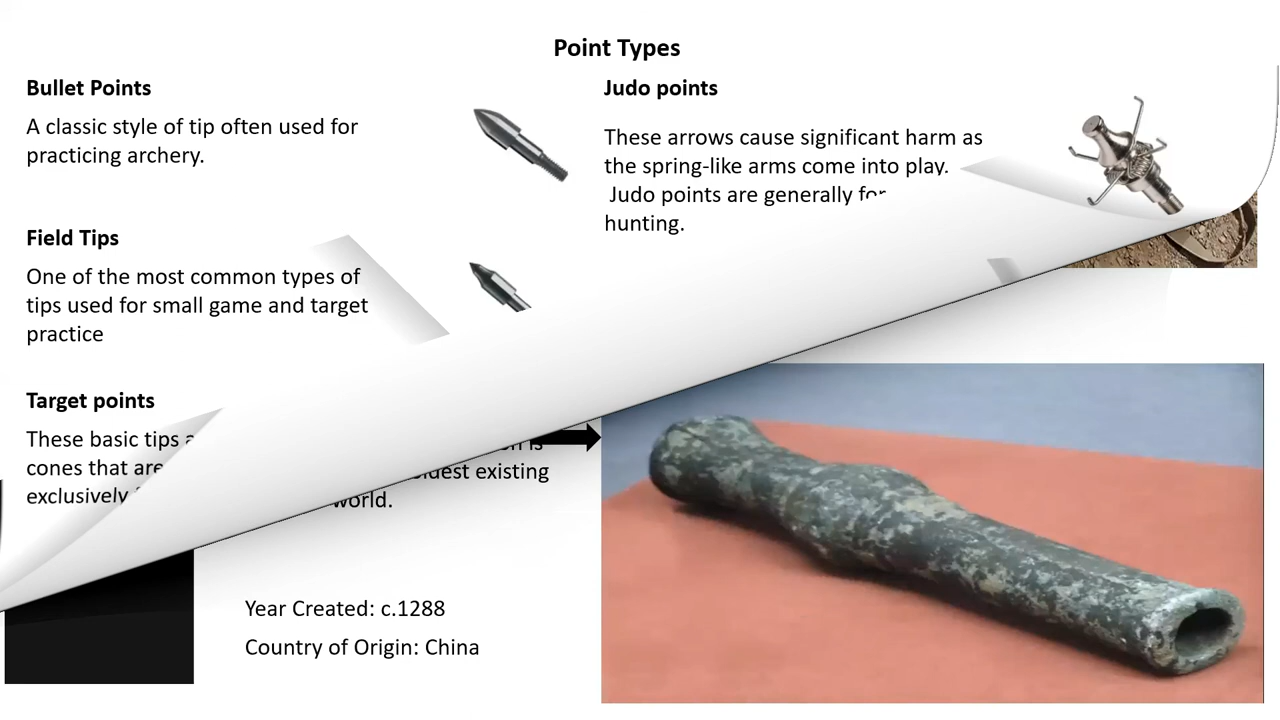 Point Types
Bullet Points
A classic style of tip often used for
practicing archery.
Field Tips
One of the most common types of
tips used for small game and target
practice
Target points
These basic tips
cones that are
exclusively
Judo points
These arrows cause significant harm as
the spring-like arms come into play.
Judo points are generally for
hunting.
is
existing
world.
Year Created: c.1288
Country of Origin: China